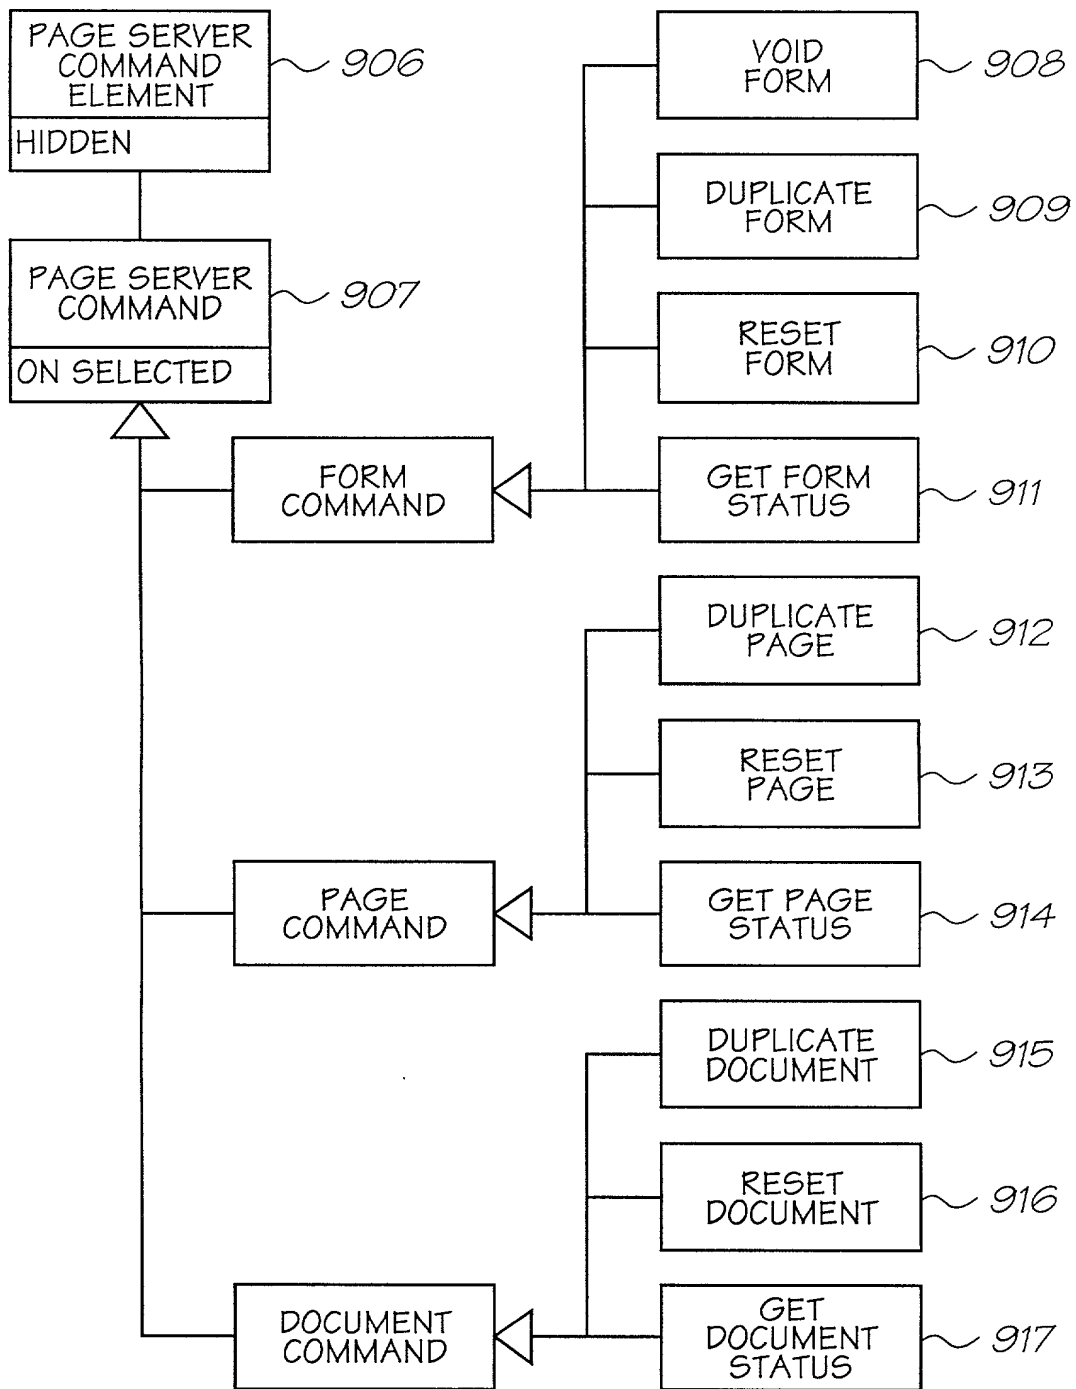 PAGE SERVER
COMMAND
ELEMENT
HIDDEN
906
PAGE SERVER
COMMAND
ON SELECTED
907
FORM
COMMAND
VOID
FORM
908
DUPLICATE
FORM
909
RESET
FORM
910
GET FORM
STATUS
911
PAGE
COMMAND
DUPLICATE
PAGE
912
RESET
PAGE
913
GET PAGE
STATUS
914
DOCUMENT
COMMAND
DUPLICATE
DOCUMENT
915
RESET
DOCUMENT
916
GET
DOCUMENT
STATUS
917